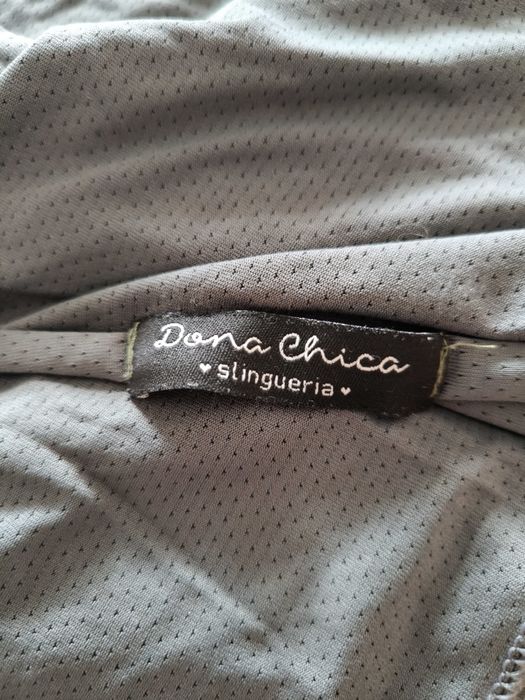 Dona Chica
♥ slingueria ♥